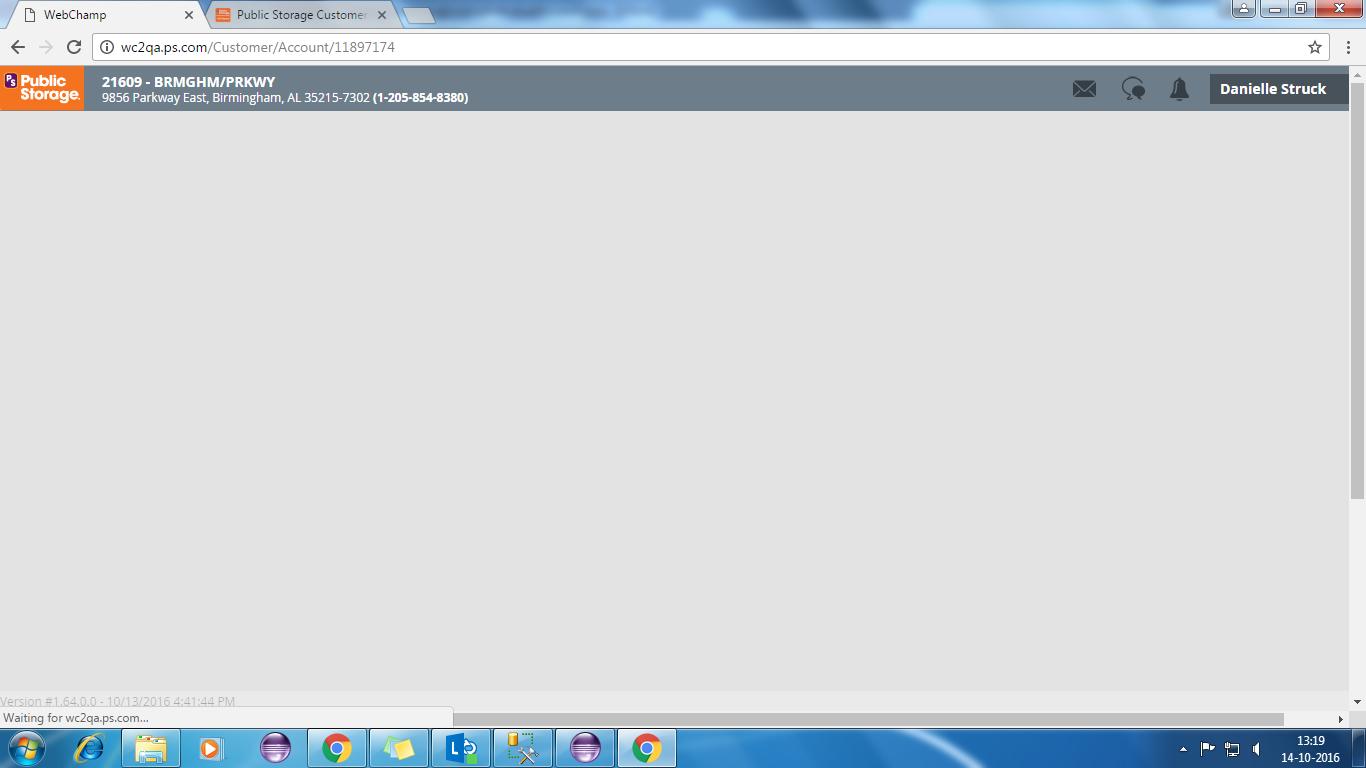 WebChamp
Public Storage Customer
wc2qa.ps.com/Customer/Account/11897174
PS Public Storage.
21609 - BRMGHM/PRKWY
9856 Parkway East, Birmingham, AL 35215-7302 (1-205-854-8380)
Danielle Struck
Version #1.64.0.0 - 10/13/2016 4:41:44 PM
Waiting for wc2qa.ps.com...
13:19
14-10-2016